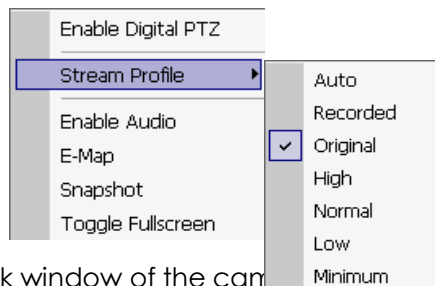 Enable Digital PTZ
Stream Profile
Enable Audio
E-Map
Snapshot
Toggle Fullscreen
Auto
Recorded
Original
High
Normal
Low
Minimum
window of the